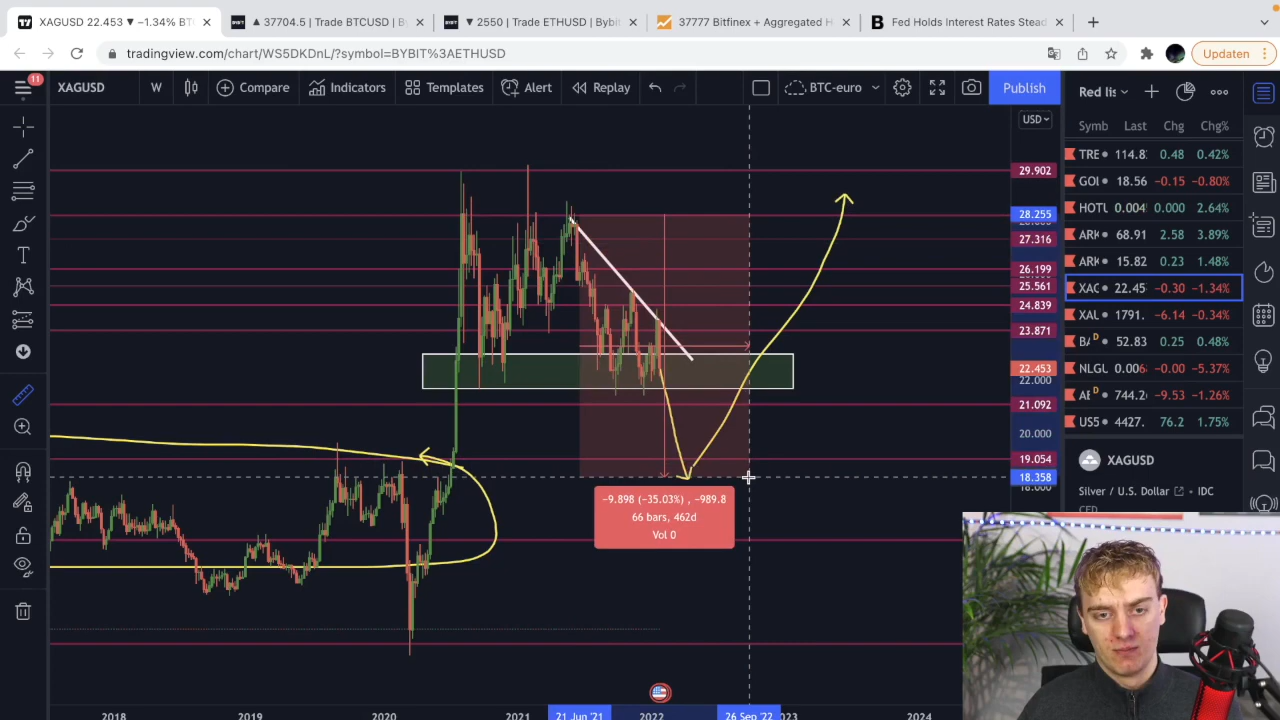 XAGUSD 22.453 ▼ −1.34% BT
▲ 37704.5 | Trade BTCUSD | By
▼ 2550 | Trade ETHUSD | Bybit
37777 Bitfinex + Aggregated H
Fed Holds Interest Rates Stead
tradingview.com/chart/WS5DKDnL/?symbol=BYBIT%3AETHUSD
Updaten
11
XAGUSD
W
Compare
Indicators
Templates
Alert
Replay
BTC-euro
Publish
Red lis
USD
Symb Last Chg Chg%
TRE 114.8 0.48 0.42%
GOL 18.56 −0.15 −0.80%
HOTL 0.004 0.000 2.64%
ARK 68.91 2.58 3.89%
ARK 15.82 0.23 1.48%
XAG 22.45 −0.30 −1.34%
XAL 1791. −6.14 −0.34%
BA D 52.83 0.25 0.48%
NLGL 0.006 −0.00 −5.37%
AE D 744.2 −9.53 −1.26%
US5 4427. 76.2 1.75%
29.902
28.255
27.316
26.199
25.561
24.839
23.871
22.453
22.000
21.092
20.000
19.054
18.358
18.000
−9.898 (−35.03%) , −989.8
66 bars, 462d
Vol 0
XAGUSD
Silver / U.S. Dollar
IDC
CFD
2018 2019 2020 2021 21 Jun '21 2022 26 Sep '22 023 2024